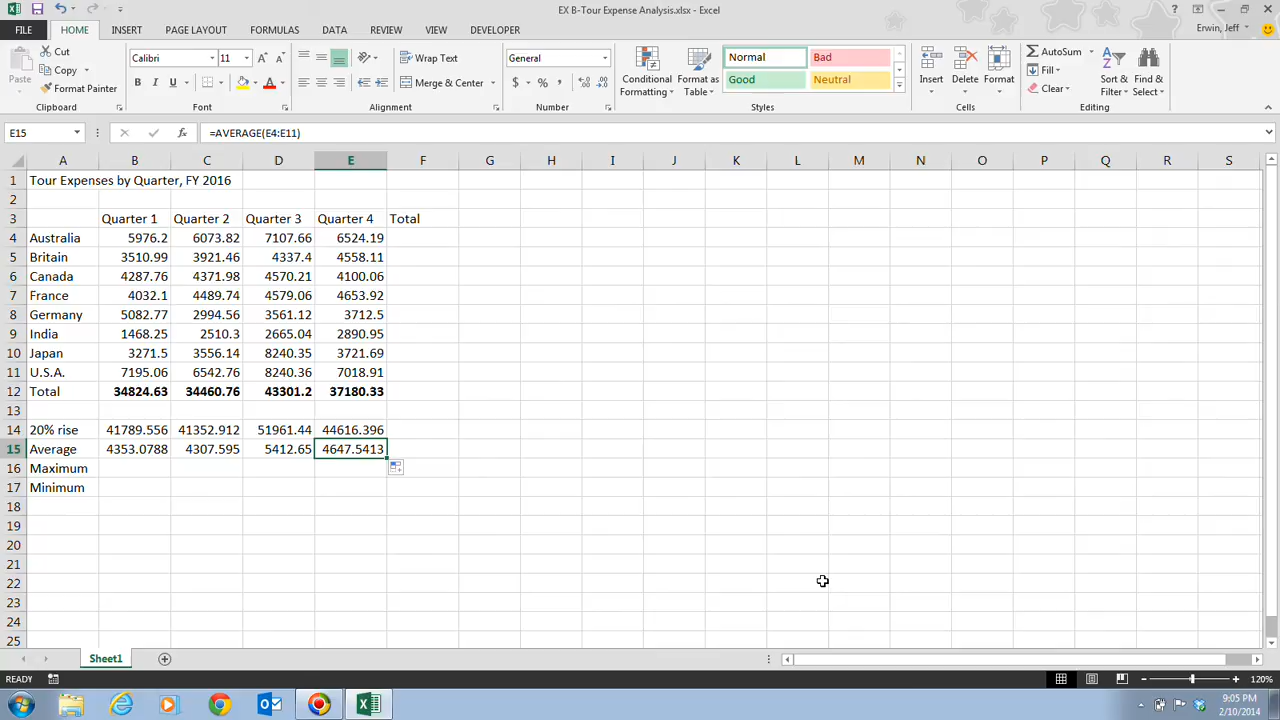 EX B-Tour Expense Analysis.xlsx - Excel
FILE HOME INSERT PAGE LAYOUT FORMULAS DATA REVIEW VIEW DEVELOPER Erwin, Jeff
Paste Cut Copy Format Painter Clipboard
Calibri 11 B I U A A A Font
Wrap Text Merge & Center Alignment
General $ % , Number
Conditional Formatting Format as Table Normal Bad Good Neutral Styles
Insert Delete Format Cells
AutoSum Fill Clear Sort & Filter Find & Select Editing
E15 fx =AVERAGE(E4:E11)
A B C D E F G H I J K L M N O P Q R S
1 Tour Expenses by Quarter, FY 2016
2
3 Quarter 1 Quarter 2 Quarter 3 Quarter 4 Total
4 Australia 5976.2 6073.82 7107.66 6524.19
5 Britain 3510.99 3921.46 4337.4 4558.11
6 Canada 4287.76 4371.98 4570.21 4100.06
7 France 4032.1 4489.74 4579.06 4653.92
8 Germany 5082.77 2994.56 3561.12 3712.5
9 India 1468.25 2510.3 2665.04 2890.95
10 Japan 3271.5 3556.14 8240.35 3721.69
11 U.S.A. 7195.06 6542.76 8240.36 7018.91
12 Total 34824.63 34460.76 43301.2 37180.33
13
14 20% rise 41789.556 41352.912 51961.44 44616.396
15 Average 4353.0788 4307.595 5412.65 4647.5413
16 Maximum
17 Minimum
18
19
20
21
22
23
24
25
Sheet1
READY 120%
9:05 PM
2/10/2014